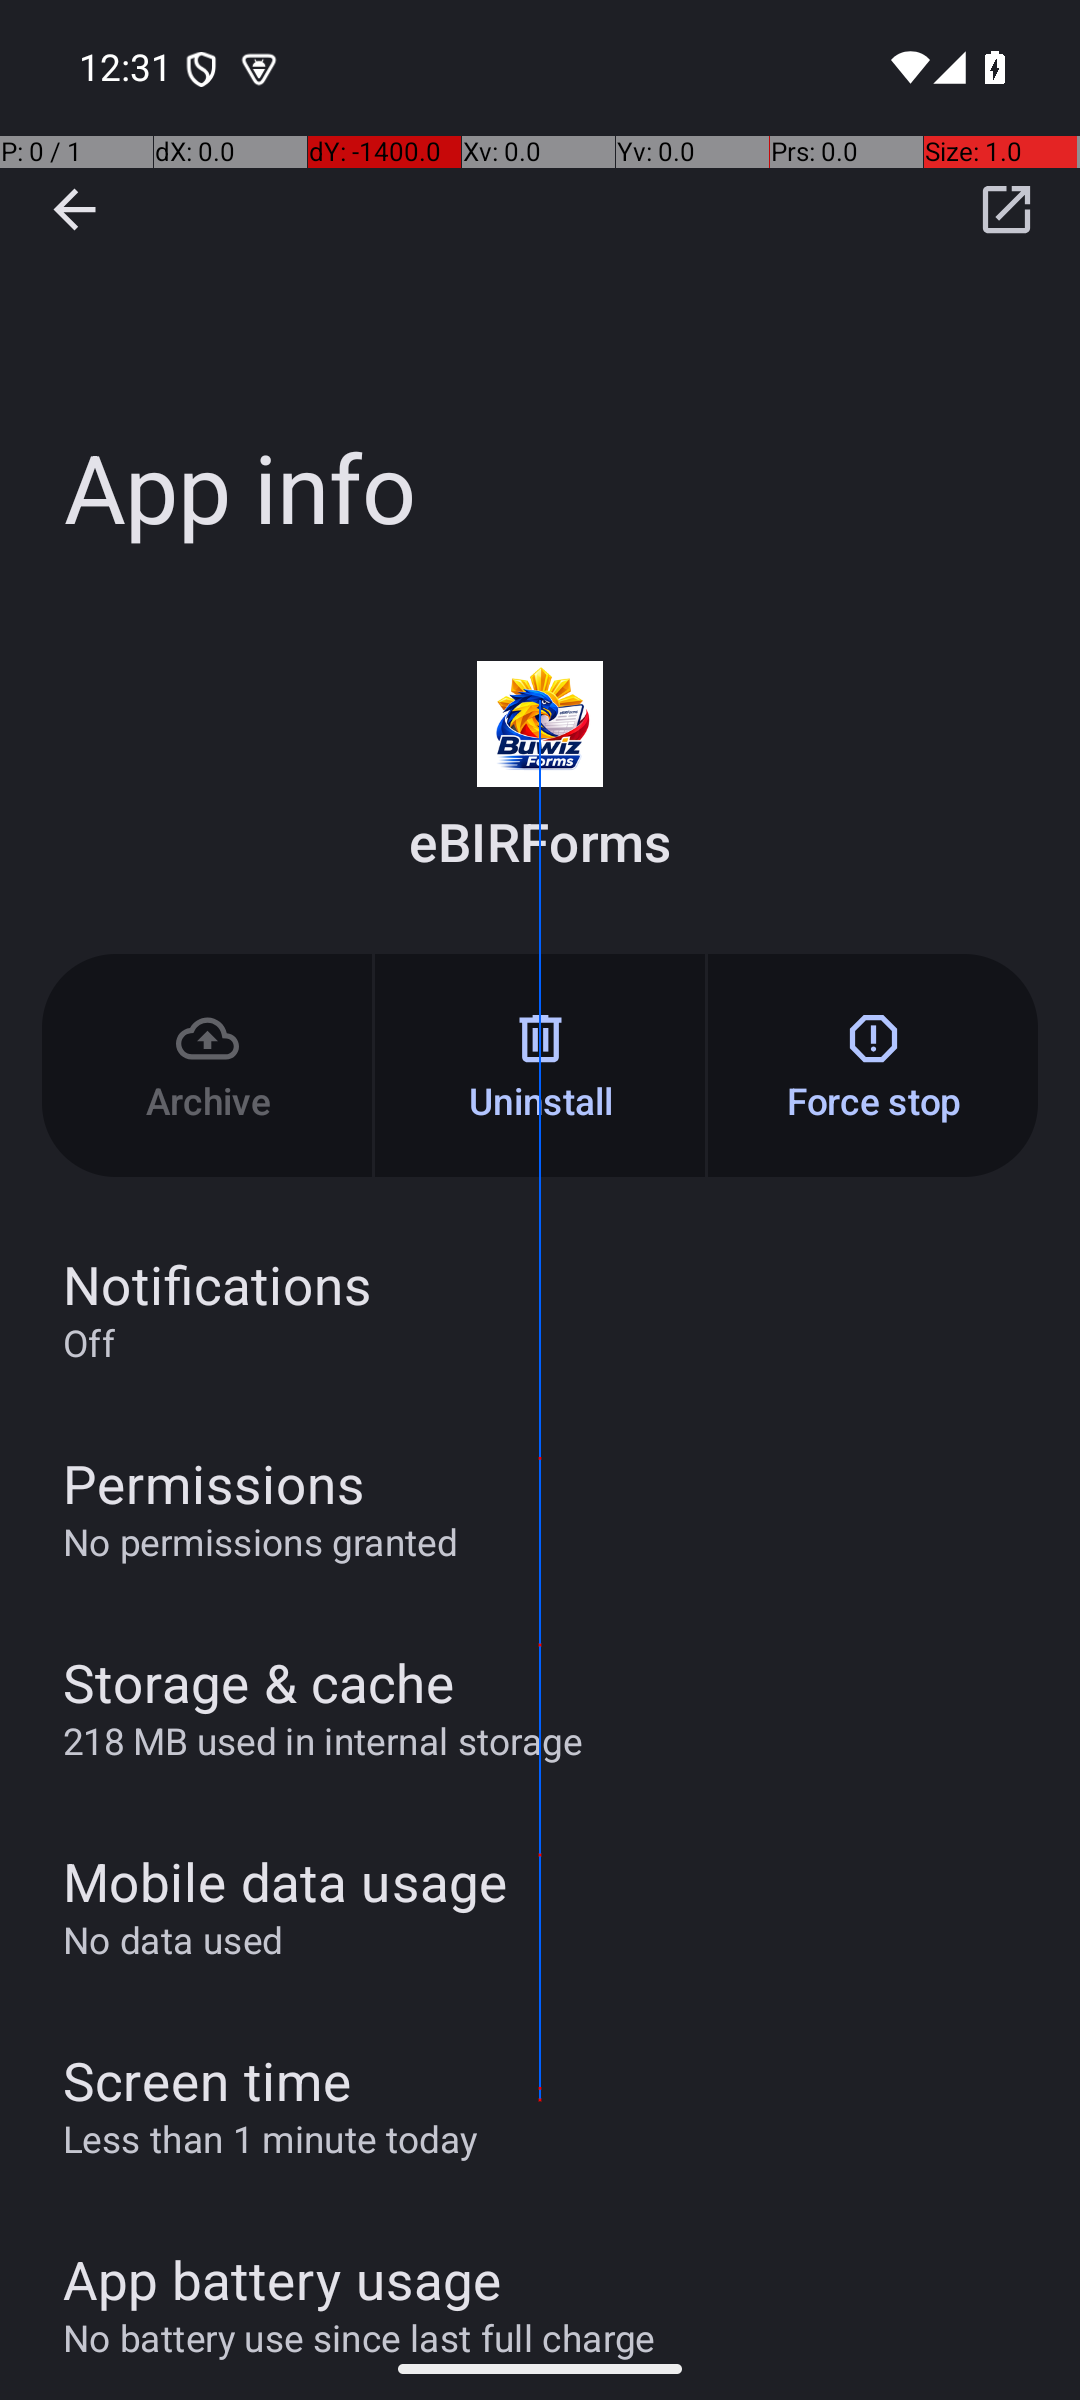 12:31
P: 0 / 1
dX: 0.0
dY: -1400.0
Xv: 0.0
Yv: 0.0
Prs: 0.0
Size: 1.0
App info
Buwiz
Forms
eBIRForms
Archive
Uninstall
Force stop
Notifications
Off
Permissions
No permissions granted
Storage & cache
218 MB used in internal storage
Mobile data usage
No data used
Screen time
Less than 1 minute today
App battery usage
No battery use since last full charge